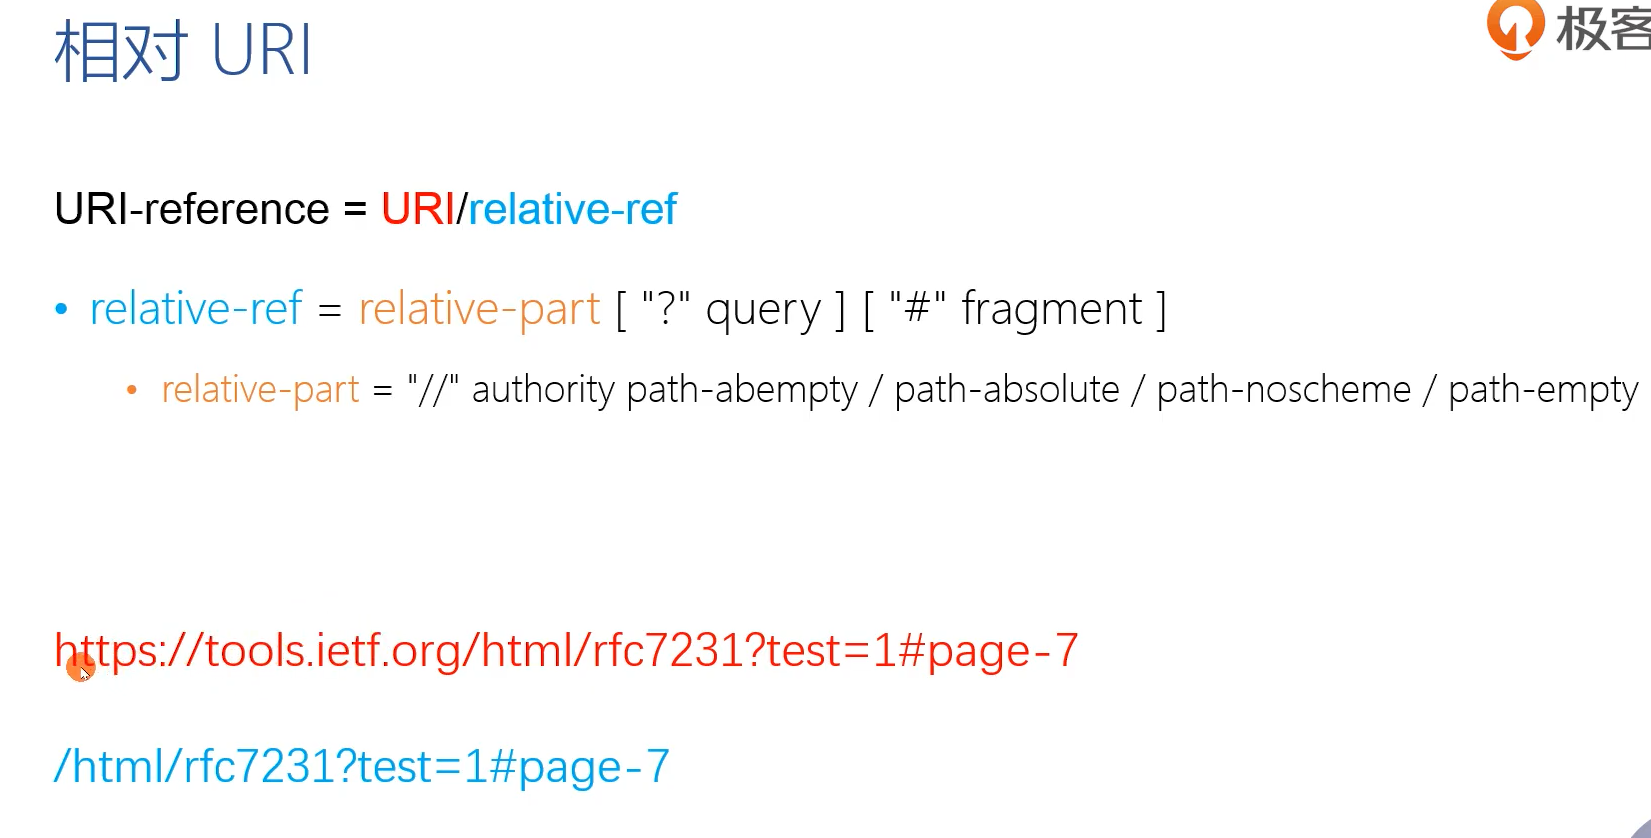 相对 URI
极客
URI-reference = URI/relative-ref
• relative-ref = relative-part [ "?" query ] [ "#" fragment ]
• relative-part = "//" authority path-abempty / path-absolute / path-noscheme / path-empty
https://tools.ietf.org/html/rfc7231?test=1#page-7
/html/rfc7231?test=1#page-7